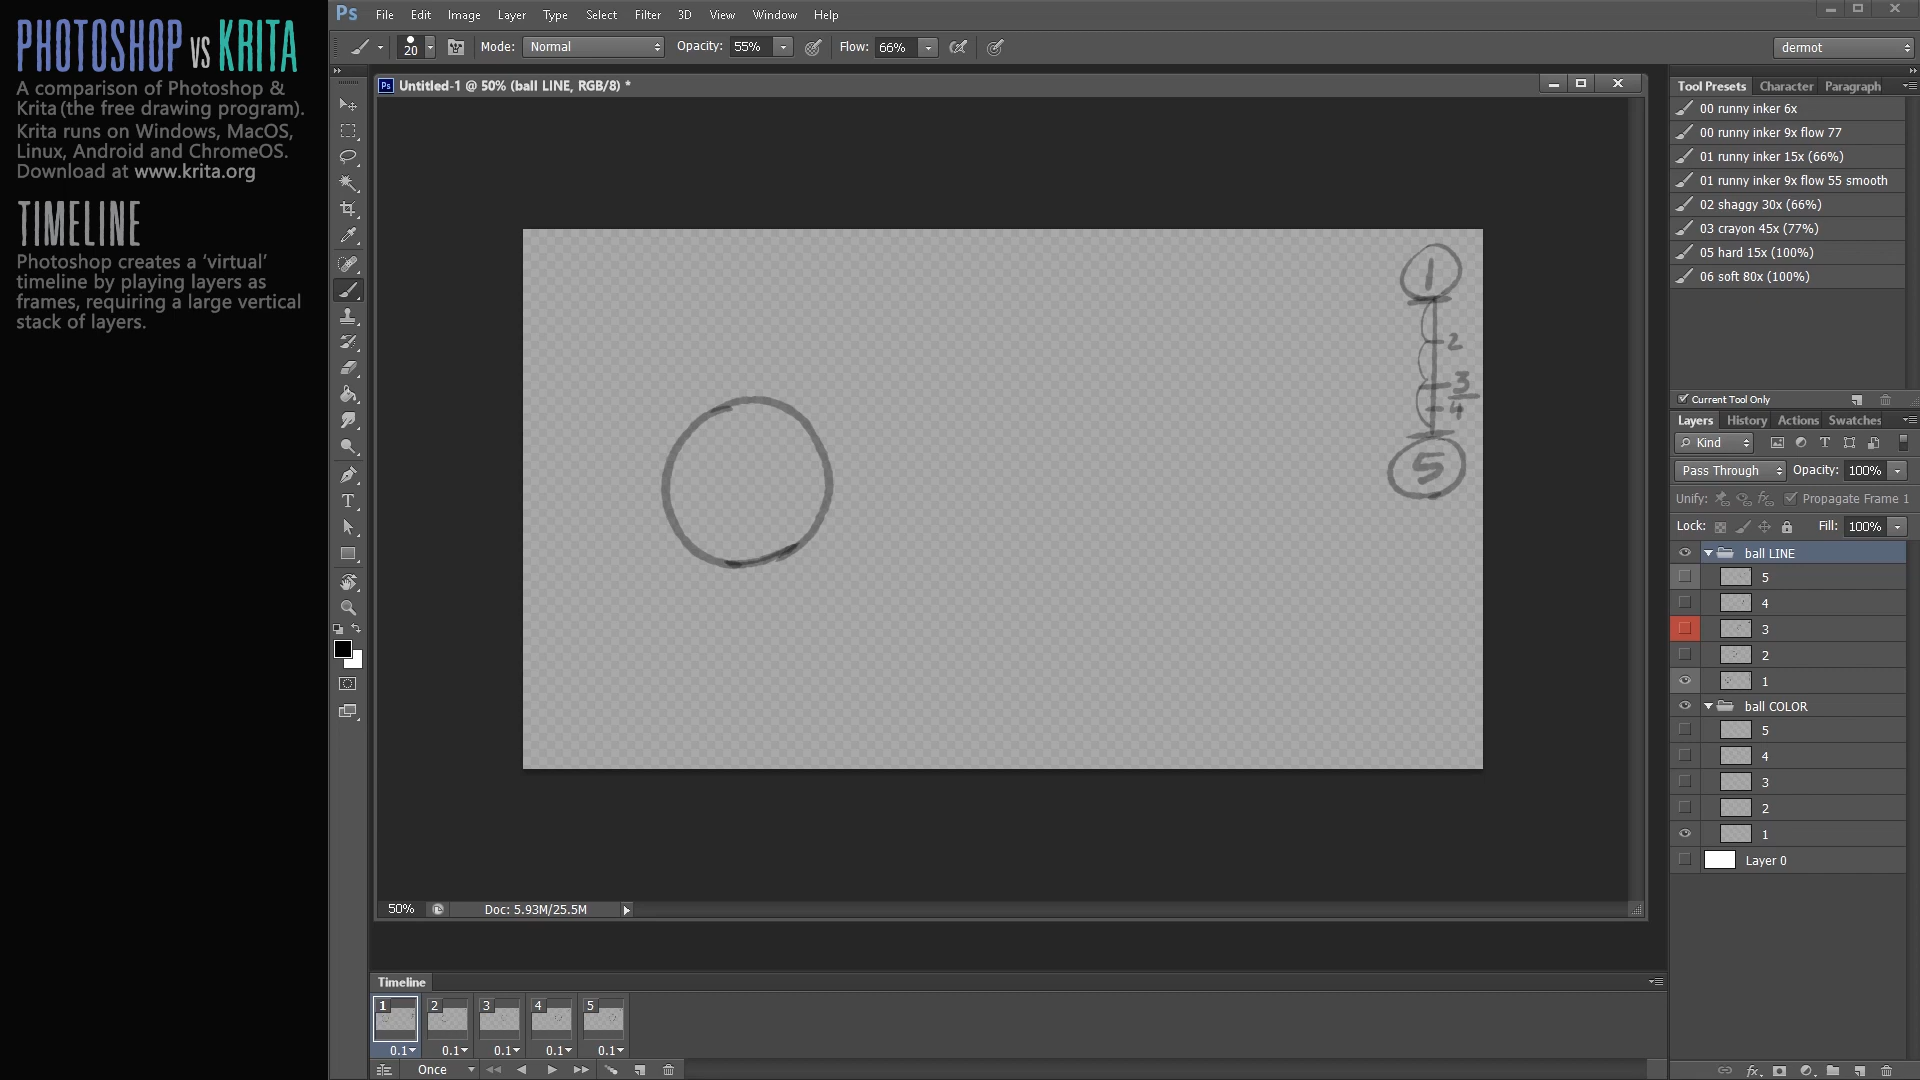 PHOTOSHOP VS KRITA
A comparison of Photoshop &
Krita (the free drawing program).
Krita runs on Windows, MacOS,
Linux, Android and ChromeOS.
Download at www.krita.org
TIMELINE
Photoshop creates a ‘virtual’
timeline by playing layers as
frames, requiring a large vertical
stack of layers.
Ps File Edit Image Layer Type Select Filter 3D View Window Help
20 Mode: Normal Opacity: 55% Flow: 66% dermot
Ps Untitled-1 @ 50% (ball LINE, RGB/8) *
1
2
3
4
5
50% Doc: 5.93M/25.5M
Timeline
1 2 3 4 5
0.1 0.1 0.1 0.1 0.1
Once
Tool Presets Character Paragraph
00 runny inker 6x
00 runny inker 9x flow 77
01 runny inker 15x (66%)
01 runny inker 9x flow 55 smooth
02 shaggy 30x (66%)
03 crayon 45x (77%)
05 hard 15x (100%)
06 soft 80x (100%)
Current Tool Only
Layers History Actions Swatches
Kind
Pass Through Opacity: 100%
Unify: Propagate Frame 1
Lock: Fill: 100%
ball LINE
5
4
3
2
1
ball COLOR
5
4
3
2
1
Layer 0
fx